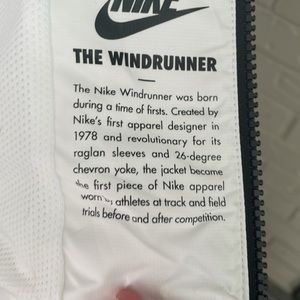 NIKE
THE WINDRUNNER
The Nike Windrunner was born
during a time of firsts. Created by
Nike's first apparel designer in
1978 and revolutionary for its
raglan sleeves and 26-degree
chevron yoke, the jacket became
the first piece of Nike apparel
worn by athletes at track and field
trials before and after competition.